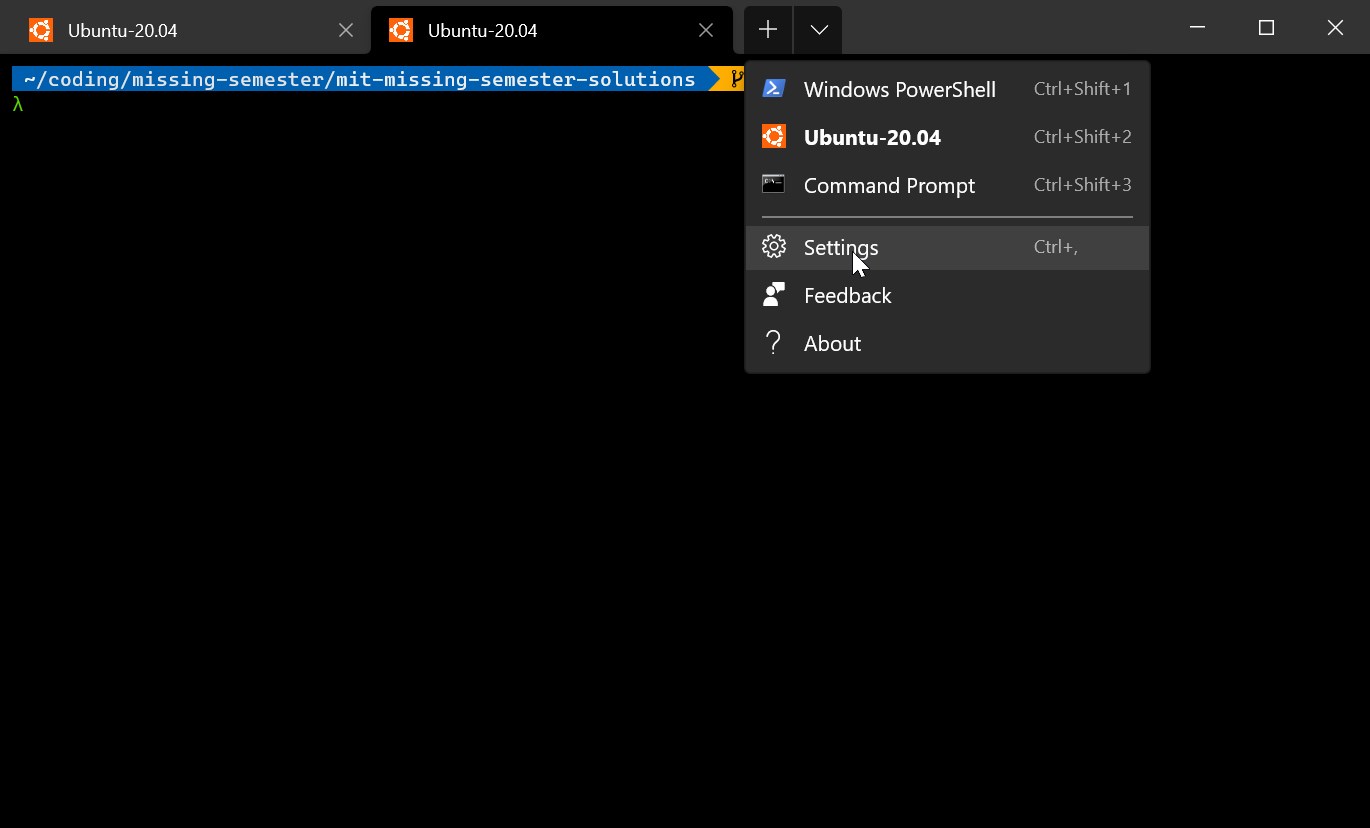 Ubuntu-20.04
Ubuntu-20.04
~/coding/missing-semester/mit-missing-semester-solutions
λ
Windows PowerShell Ctrl+Shift+1
Ubuntu-20.04 Ctrl+Shift+2
Command Prompt Ctrl+Shift+3
Settings Ctrl+,
Feedback
About